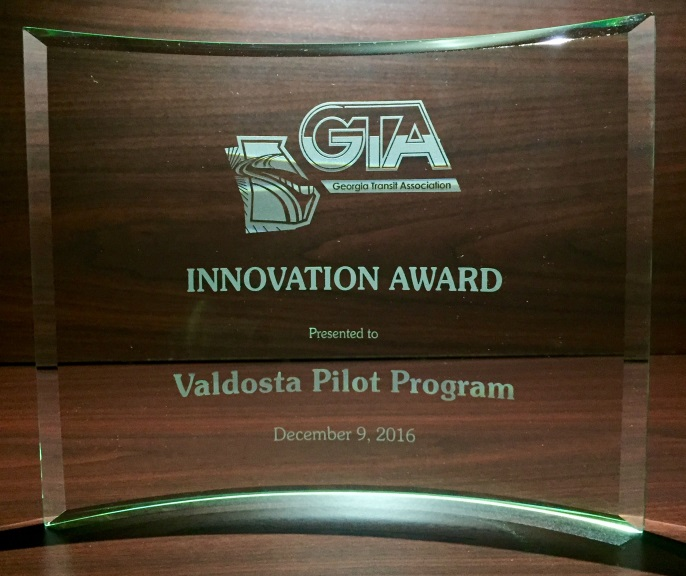 GTA
Georgia Transit Association
INNOVATION AWARD
Presented to
Valdosta Pilot Program
December 9, 2016